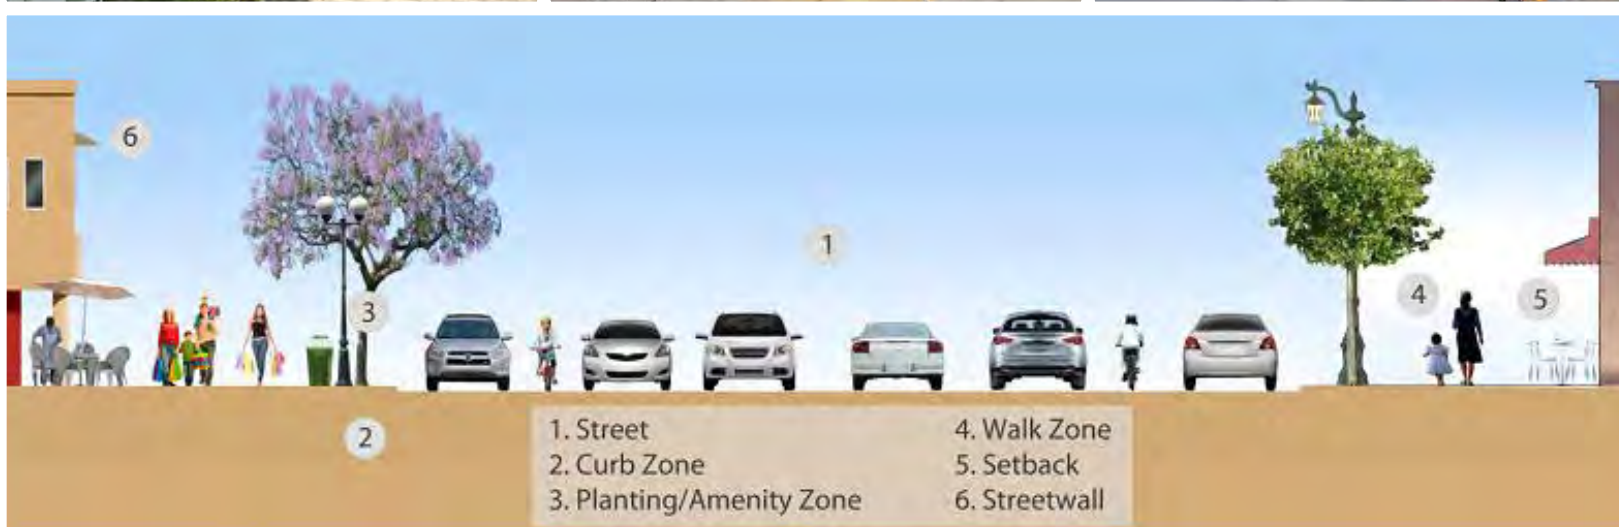 6
1
3
4
5
2
1. Street
2. Curb Zone
3. Planting/Amenity Zone
4. Walk Zone
5. Setback
6. Streetwall